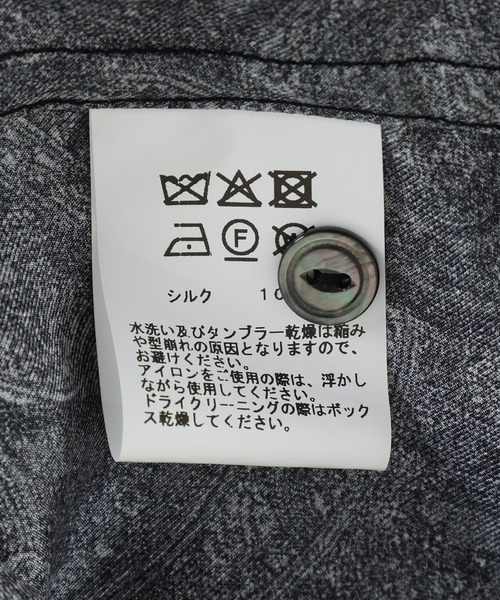 F
シルク 10
水洗い及びタンブラー乾燥は縮み
や型崩れの原因となりますので、
お避けください。
アイロンをご使用の際は、浮かし
ながら使用してください。
ドライクリーニングの際はボック
ス乾燥してください。